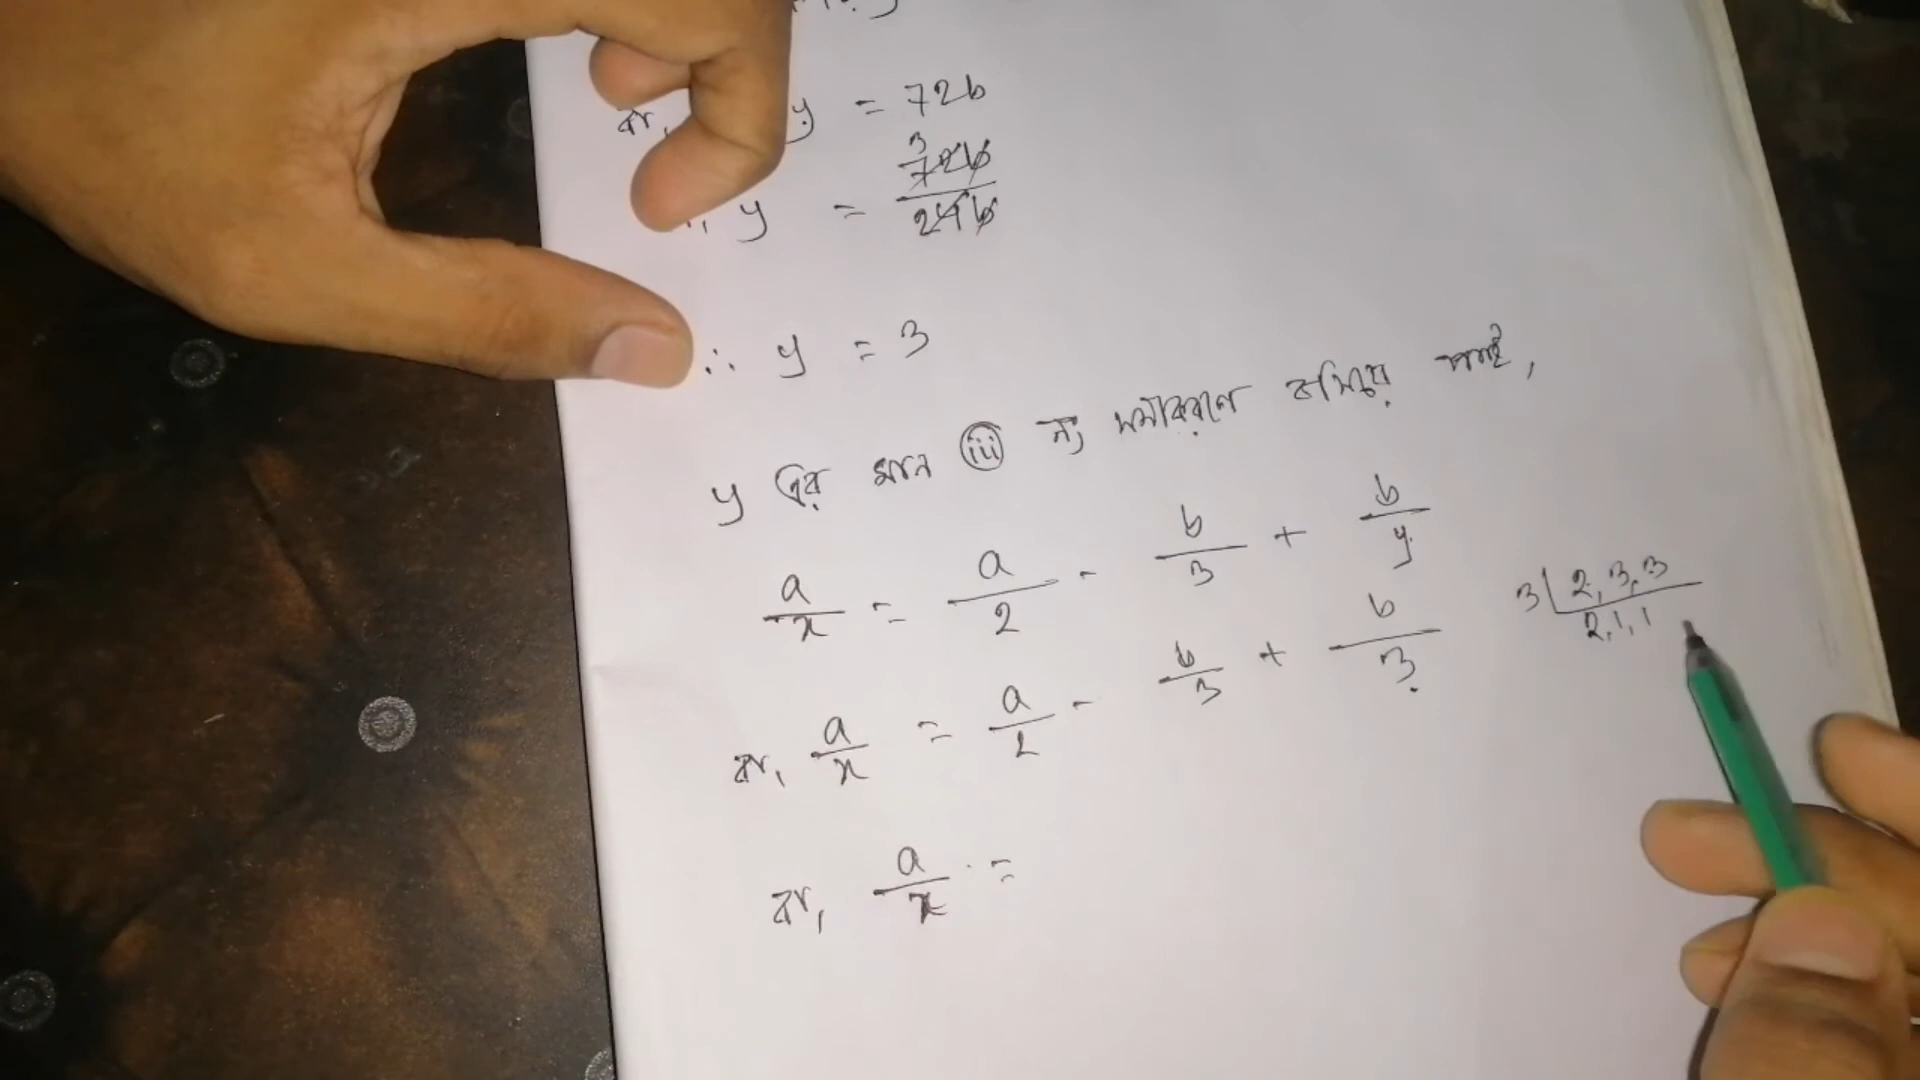 বা, y = 72b
∴ y = 72b/24b 3
∴ y = 3
y এর মান (iii) নং সমীকরণে বসিয়ে পাই,
a/x = a/2 - b/3 + b/y
বা, a/x = a/2 - b/3 + b/3
3 | 2, 3, 3
2, 1, 1
বা, a/x =